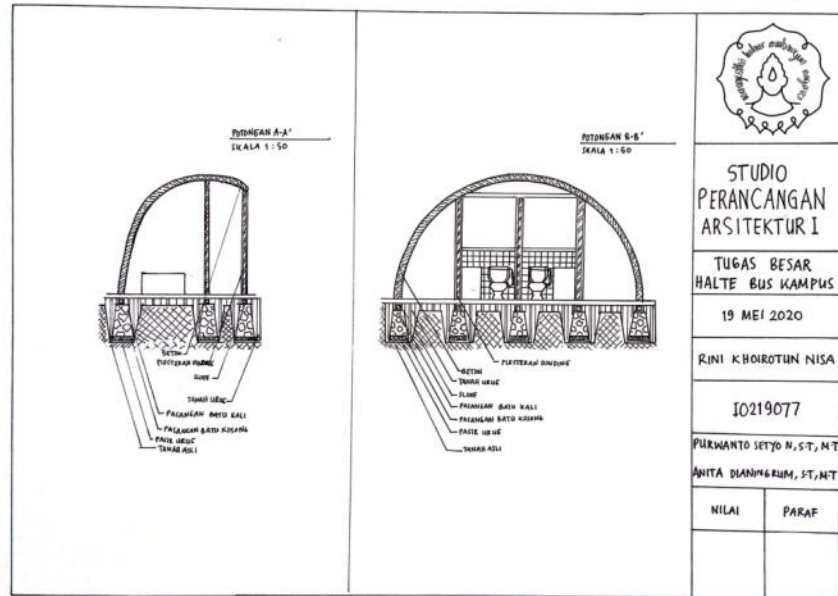 POTONGAN A-A'
SKALA 1:50
BETON
PLESTERAN DINDING
SLOOF
TANAH URUG
PASANGAN BATU KALI
PASANGAN BATU KOSONG
PASIR URUG
TANAH ASLI
POTONGAN B-B'
SKALA 1:50
PLESTERAN DINDING
BETON
TANAH URUG
SLOOF
PASANGAN BATU KALI
PASANGAN BATU KOSONG
PASIR URUG
TANAH ASLI
STUDIO
PERANCANGAN
ARSITEKTUR I
TUGAS BESAR
HALTE BUS KAMPUS
19 MEI 2020
RINI KHOIROTUN NISA
I0219077
PURWANTO SETYO N, S.T, M.T
ANITA DIANINGRUM, S.T, M.T
NILAI
PARAF